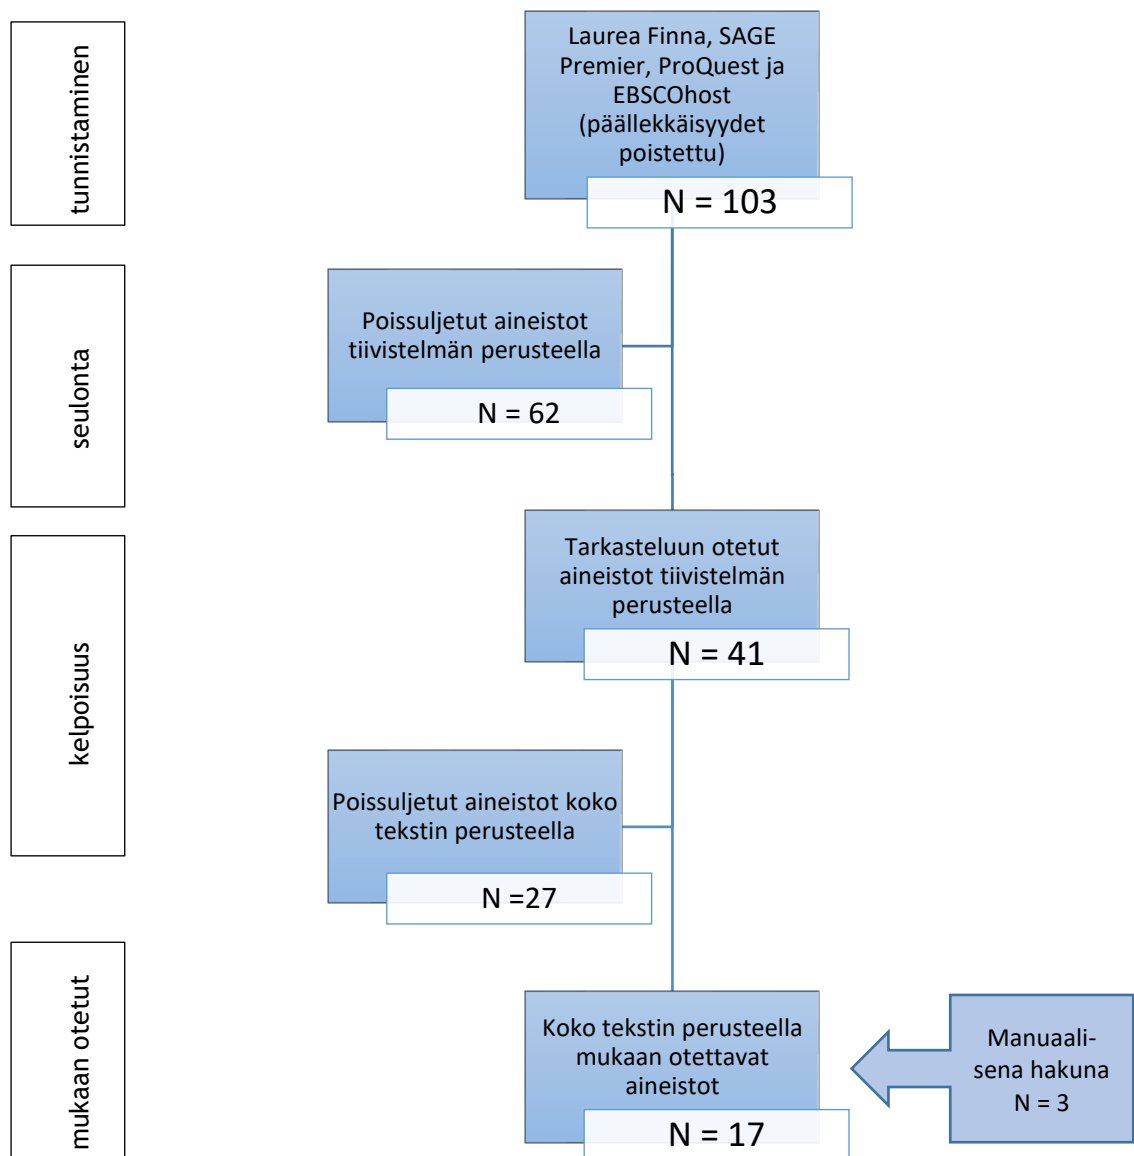 tunnistaminen
Laurea Finna, SAGE
Premier, ProQuest ja
EBSCOhost
(päällekkäisyydet
poistettu)
N = 103
seulonta
Poissuljetut aineistot
tiivistelmän perusteella
N = 62
kelpoisuus
Tarkasteluun otetut
aineistot tiivistelmän
perusteella
N = 41
Poissuljetut aineistot koko
tekstin perusteella
N =27
mukaan otetut
Koko tekstin perusteella
mukaan otettavat
aineistot
N = 17
Manuaali-
sena hakuna
N = 3